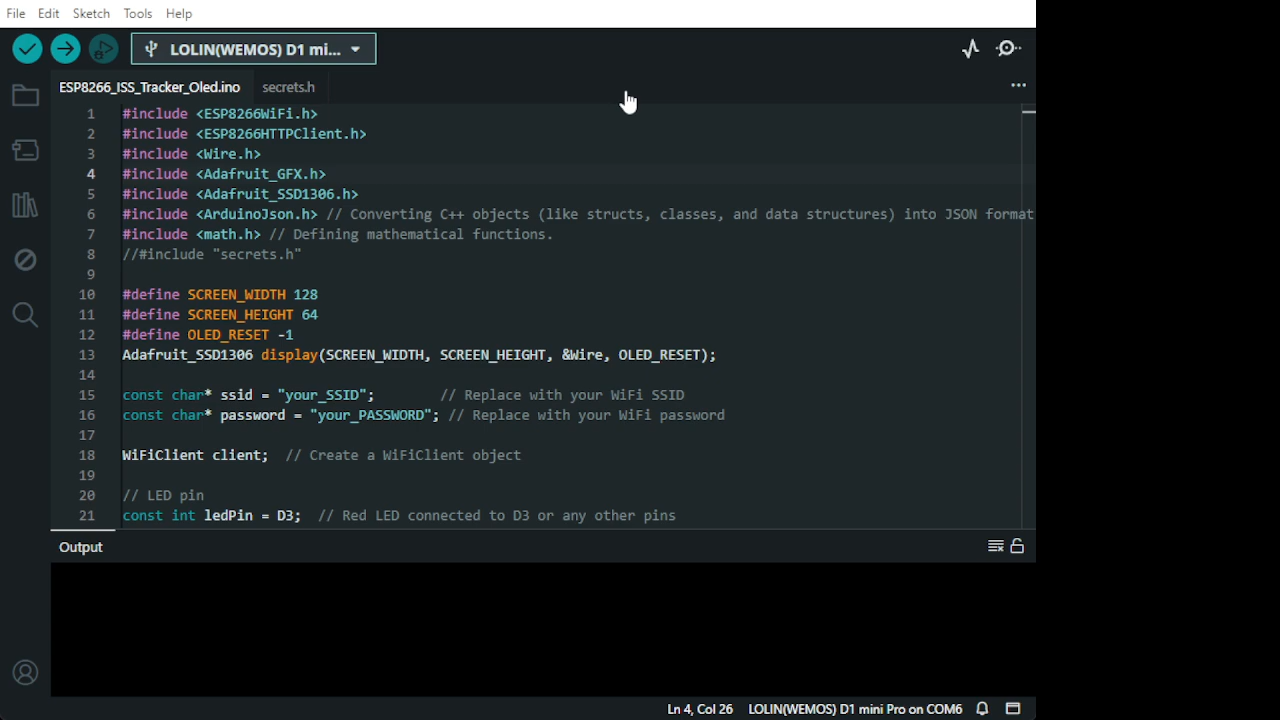 File Edit Sketch Tools Help
LOLIN(WEMOS) D1 mi...
ESP8266_ISS_Tracker_Oled.ino secrets.h
1 #include <ESP8266WiFi.h>
2 #include <ESP8266HTTPClient.h>
3 #include <Wire.h>
4 #include <Adafruit_GFX.h>
5 #include <Adafruit_SSD1306.h>
6 #include <ArduinoJson.h> // Converting C++ objects (like structs, classes, and data structures) into JSON format
7 #include <math.h> // Defining mathematical functions.
8 //#include "secrets.h"
9
10 #define SCREEN_WIDTH 128
11 #define SCREEN_HEIGHT 64
12 #define OLED_RESET -1
13 Adafruit_SSD1306 display(SCREEN_WIDTH, SCREEN_HEIGHT, &Wire, OLED_RESET);
14
15 const char* ssid = "your_SSID"; // Replace with your WiFi SSID
16 const char* password = "your_PASSWORD"; // Replace with your WiFi password
17
18 WiFiClient client; // Create a WiFiClient object
19
20 // LED pin
21 const int ledPin = D3; // Red LED connected to D3 or any other pins
Output
Ln 4, Col 26 LOLIN(WEMOS) D1 mini Pro on COM6